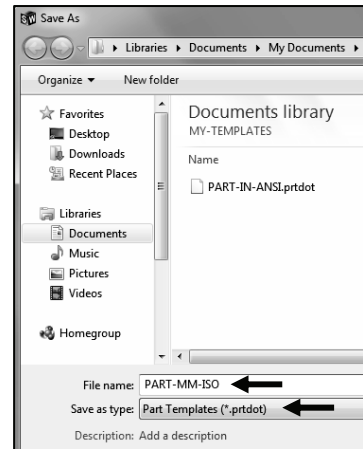 SW Save As
Libraries ▸ Documents ▸ My Documents ▸
Organize ▼ New folder
Favorites
Desktop
Downloads
Recent Places
Libraries
Documents
Music
Pictures
Videos
Homegroup
Documents library
MY-TEMPLATES
Name
PART-IN-ANSI.prtdot
File name: PART-MM-ISO
Save as type: Part Templates (*.prtdot)
Description: Add a description